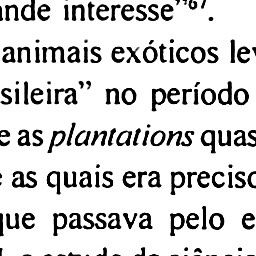 ande interesse”⁶⁷.
animais exóticos lev
sileira” no período
e as plantations quas
e as quais era preciso
que passava pelo e